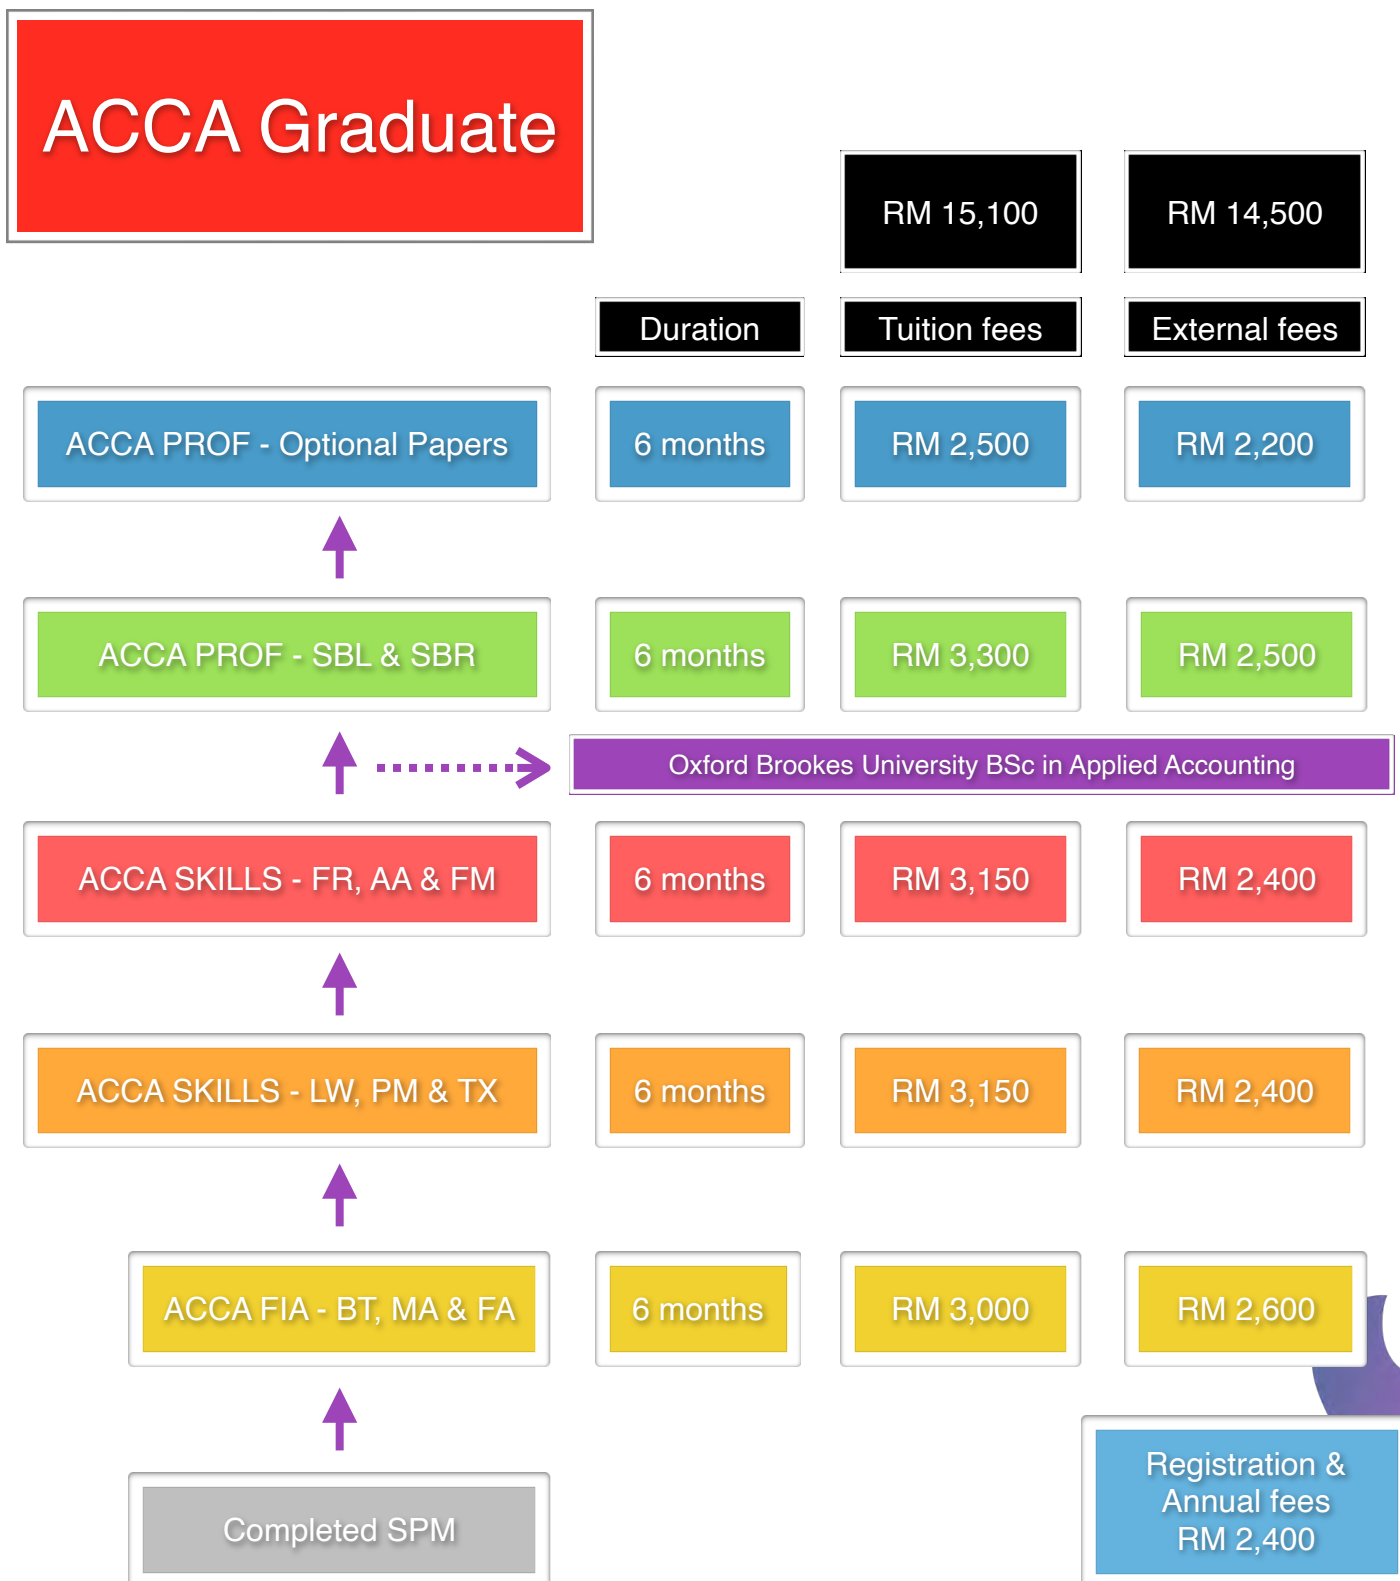 ACCA Graduate
RM 15,100
RM 14,500
Duration
Tuition fees
External fees
ACCA PROF - Optional Papers
6 months
RM 2,500
RM 2,200
ACCA PROF - SBL & SBR
6 months
RM 3,300
RM 2,500
Oxford Brookes University BSc in Applied Accounting
ACCA SKILLS - FR, AA & FM
6 months
RM 3,150
RM 2,400
ACCA SKILLS - LW, PM & TX
6 months
RM 3,150
RM 2,400
ACCA FIA - BT, MA & FA
6 months
RM 3,000
RM 2,600
Completed SPM
Registration &
Annual fees
RM 2,400